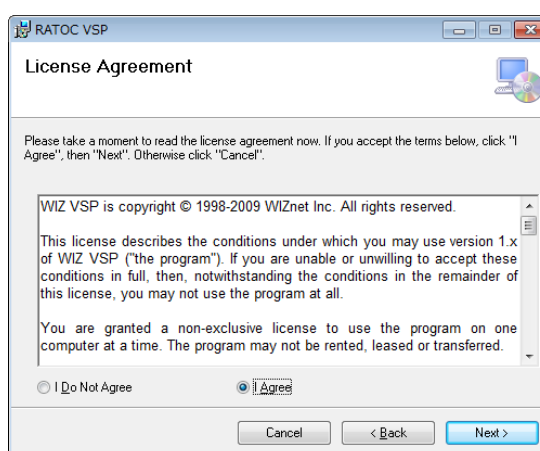 RATOC VSP
License Agreement
Please take a moment to read the license agreement now. If you accept the terms below, click "I
Agree", then "Next". Otherwise click "Cancel".
WIZ VSP is copyright © 1998-2009 WIZnet Inc. All rights reserved.
This license describes the conditions under which you may use version 1.x
of WIZ VSP ("the program"). If you are unable or unwilling to accept these
conditions in full, then, notwithstanding the conditions in the remainder of
this license, you may not use the program at all.
You are granted a non-exclusive license to use the program on one
computer at a time. The program may not be rented, leased or transferred.
I Do Not Agree
I Agree
Cancel
< Back
Next >